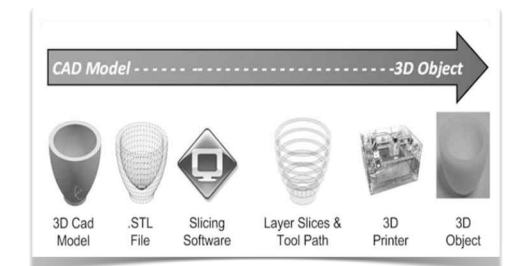 CAD Model - - - - - - -- - - - - - - - - - - - - - - - - - - - -3D Object
3D Cad
Model
.STL
File
Slicing
Software
Layer Slices &
Tool Path
3D
Printer
3D
Object